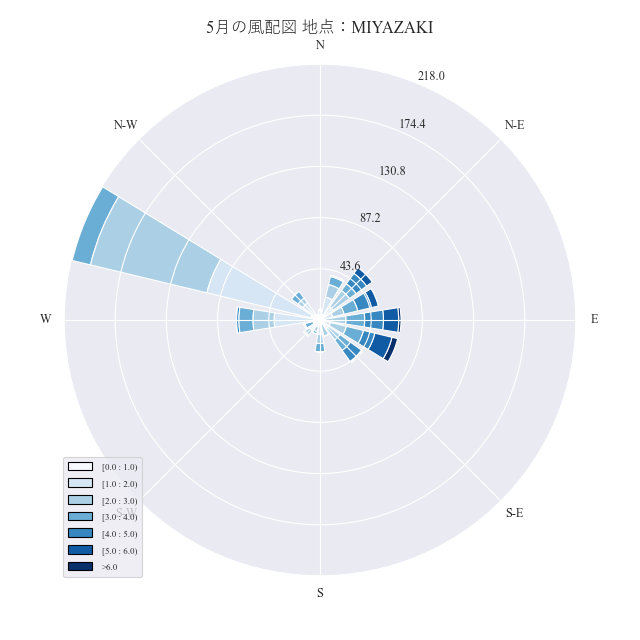 5月の風配図 地点：MIYAZAKI
N
218.0
N-W
N-E
174.4
130.8
87.2
43.6
W
E
[0.0 : 1.0)
[1.0 : 2.0)
[2.0 : 3.0)
S-W
[3.0 : 4.0)
S-E
[4.0 : 5.0)
[5.0 : 6.0)
>6.0
S